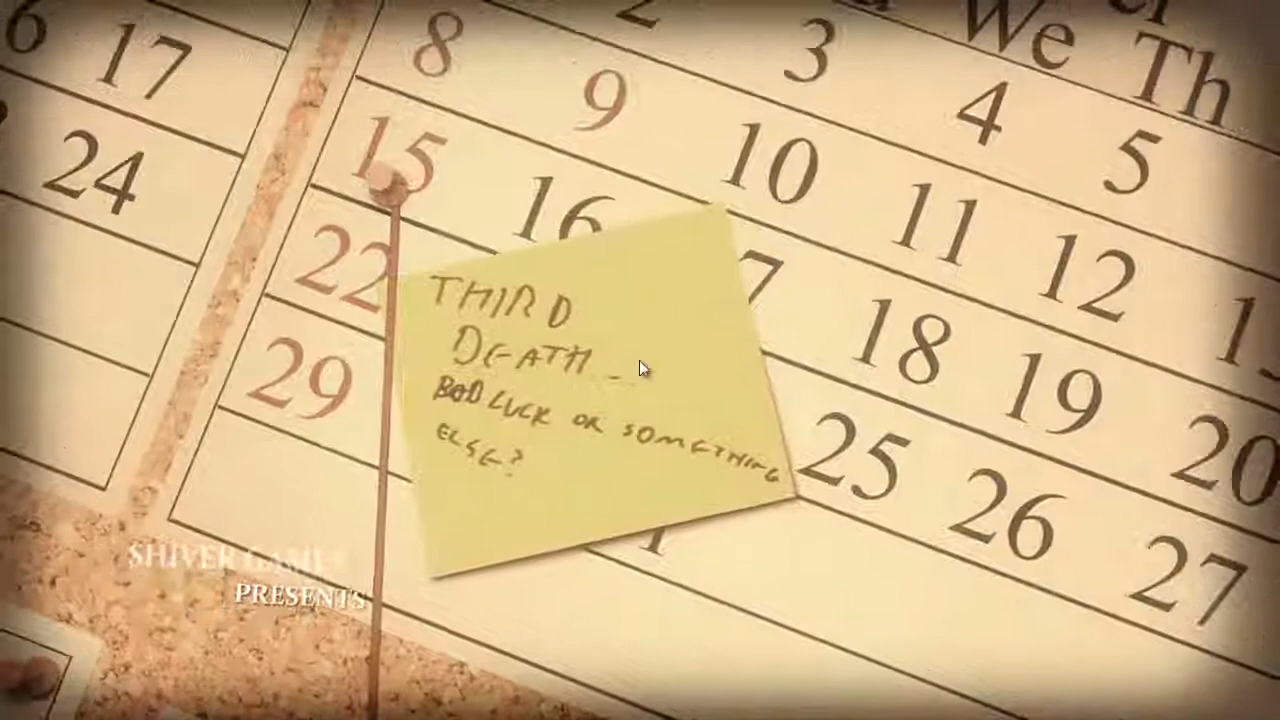 6 17
24
We Th
8 2 3 4 5
15 9 10 11 12
22 16 7 18 19 20
29 25 26 27
1
THIRD
DEATH...
BAD LUCK OR SOMETHING
ELSE?
SHIVER GAMES
PRESENTS